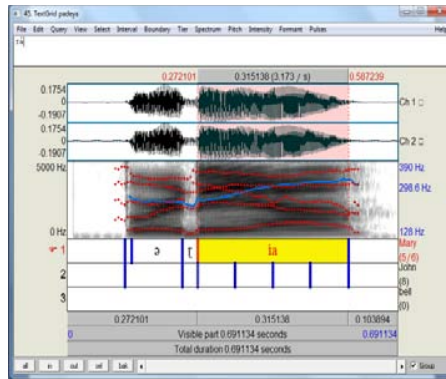 45. TextGrid padeys
File Edit Query View Select Interval Boundary Tier Spectrum Pitch Intensity Formant Pulses Help
0.272101 0.315138 (3.173 / s) 0.587239
0.1754
0
-0.1907
Ch 1
0.1754
0
-0.1907
Ch 2
5000 Hz 390 Hz
298.6 Hz
0 Hz 128 Hz
1 ə ɽ ia Mary
(5/6)
2 John
(8)
3 bell
(0)
0.272101 0.315138 0.103894
0 Visible part 0.691134 seconds 0.691134
Total duration 0.691134 seconds
all in out sel bak Group